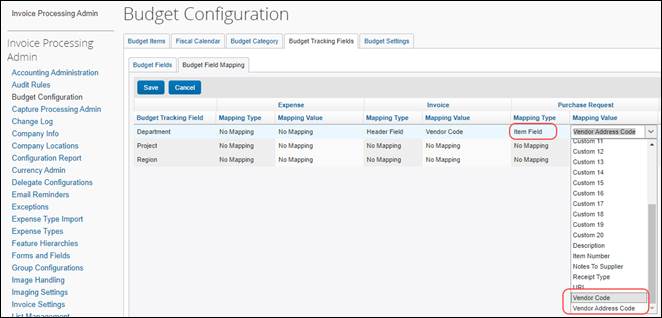 Invoice Processing Admin
Budget Configuration
Invoice Processing
Admin
Accounting Administration
Audit Rules
Budget Configuration
Capture Processing Admin
Change Log
Company Info
Company Locations
Configuration Report
Currency Admin
Delegate Configurations
Email Reminders
Exceptions
Expense Type Import
Expense Types
Feature Hierarchies
Forms and Fields
Group Configurations
Image Handling
Imaging Settings
Invoice Settings
List Management
Budget Items Fiscal Calendar Budget Category Budget Tracking Fields Budget Settings
Budget Fields Budget Field Mapping
Save Cancel
Expense Invoice Purchase Request
Budget Tracking Field Mapping Type Mapping Value Mapping Type Mapping Value Mapping Type Mapping Value
Department No Mapping No Mapping Header Field Vendor Code Item Field Vendor Address Code
Project No Mapping No Mapping No Mapping No Mapping No Mapping
Region No Mapping No Mapping No Mapping No Mapping No Mapping
Custom 11
Custom 12
Custom 13
Custom 14
Custom 15
Custom 16
Custom 17
Custom 18
Custom 19
Custom 20
Description
Item Number
Notes To Supplier
Receipt Type
URL
Vendor Code
Vendor Address Code